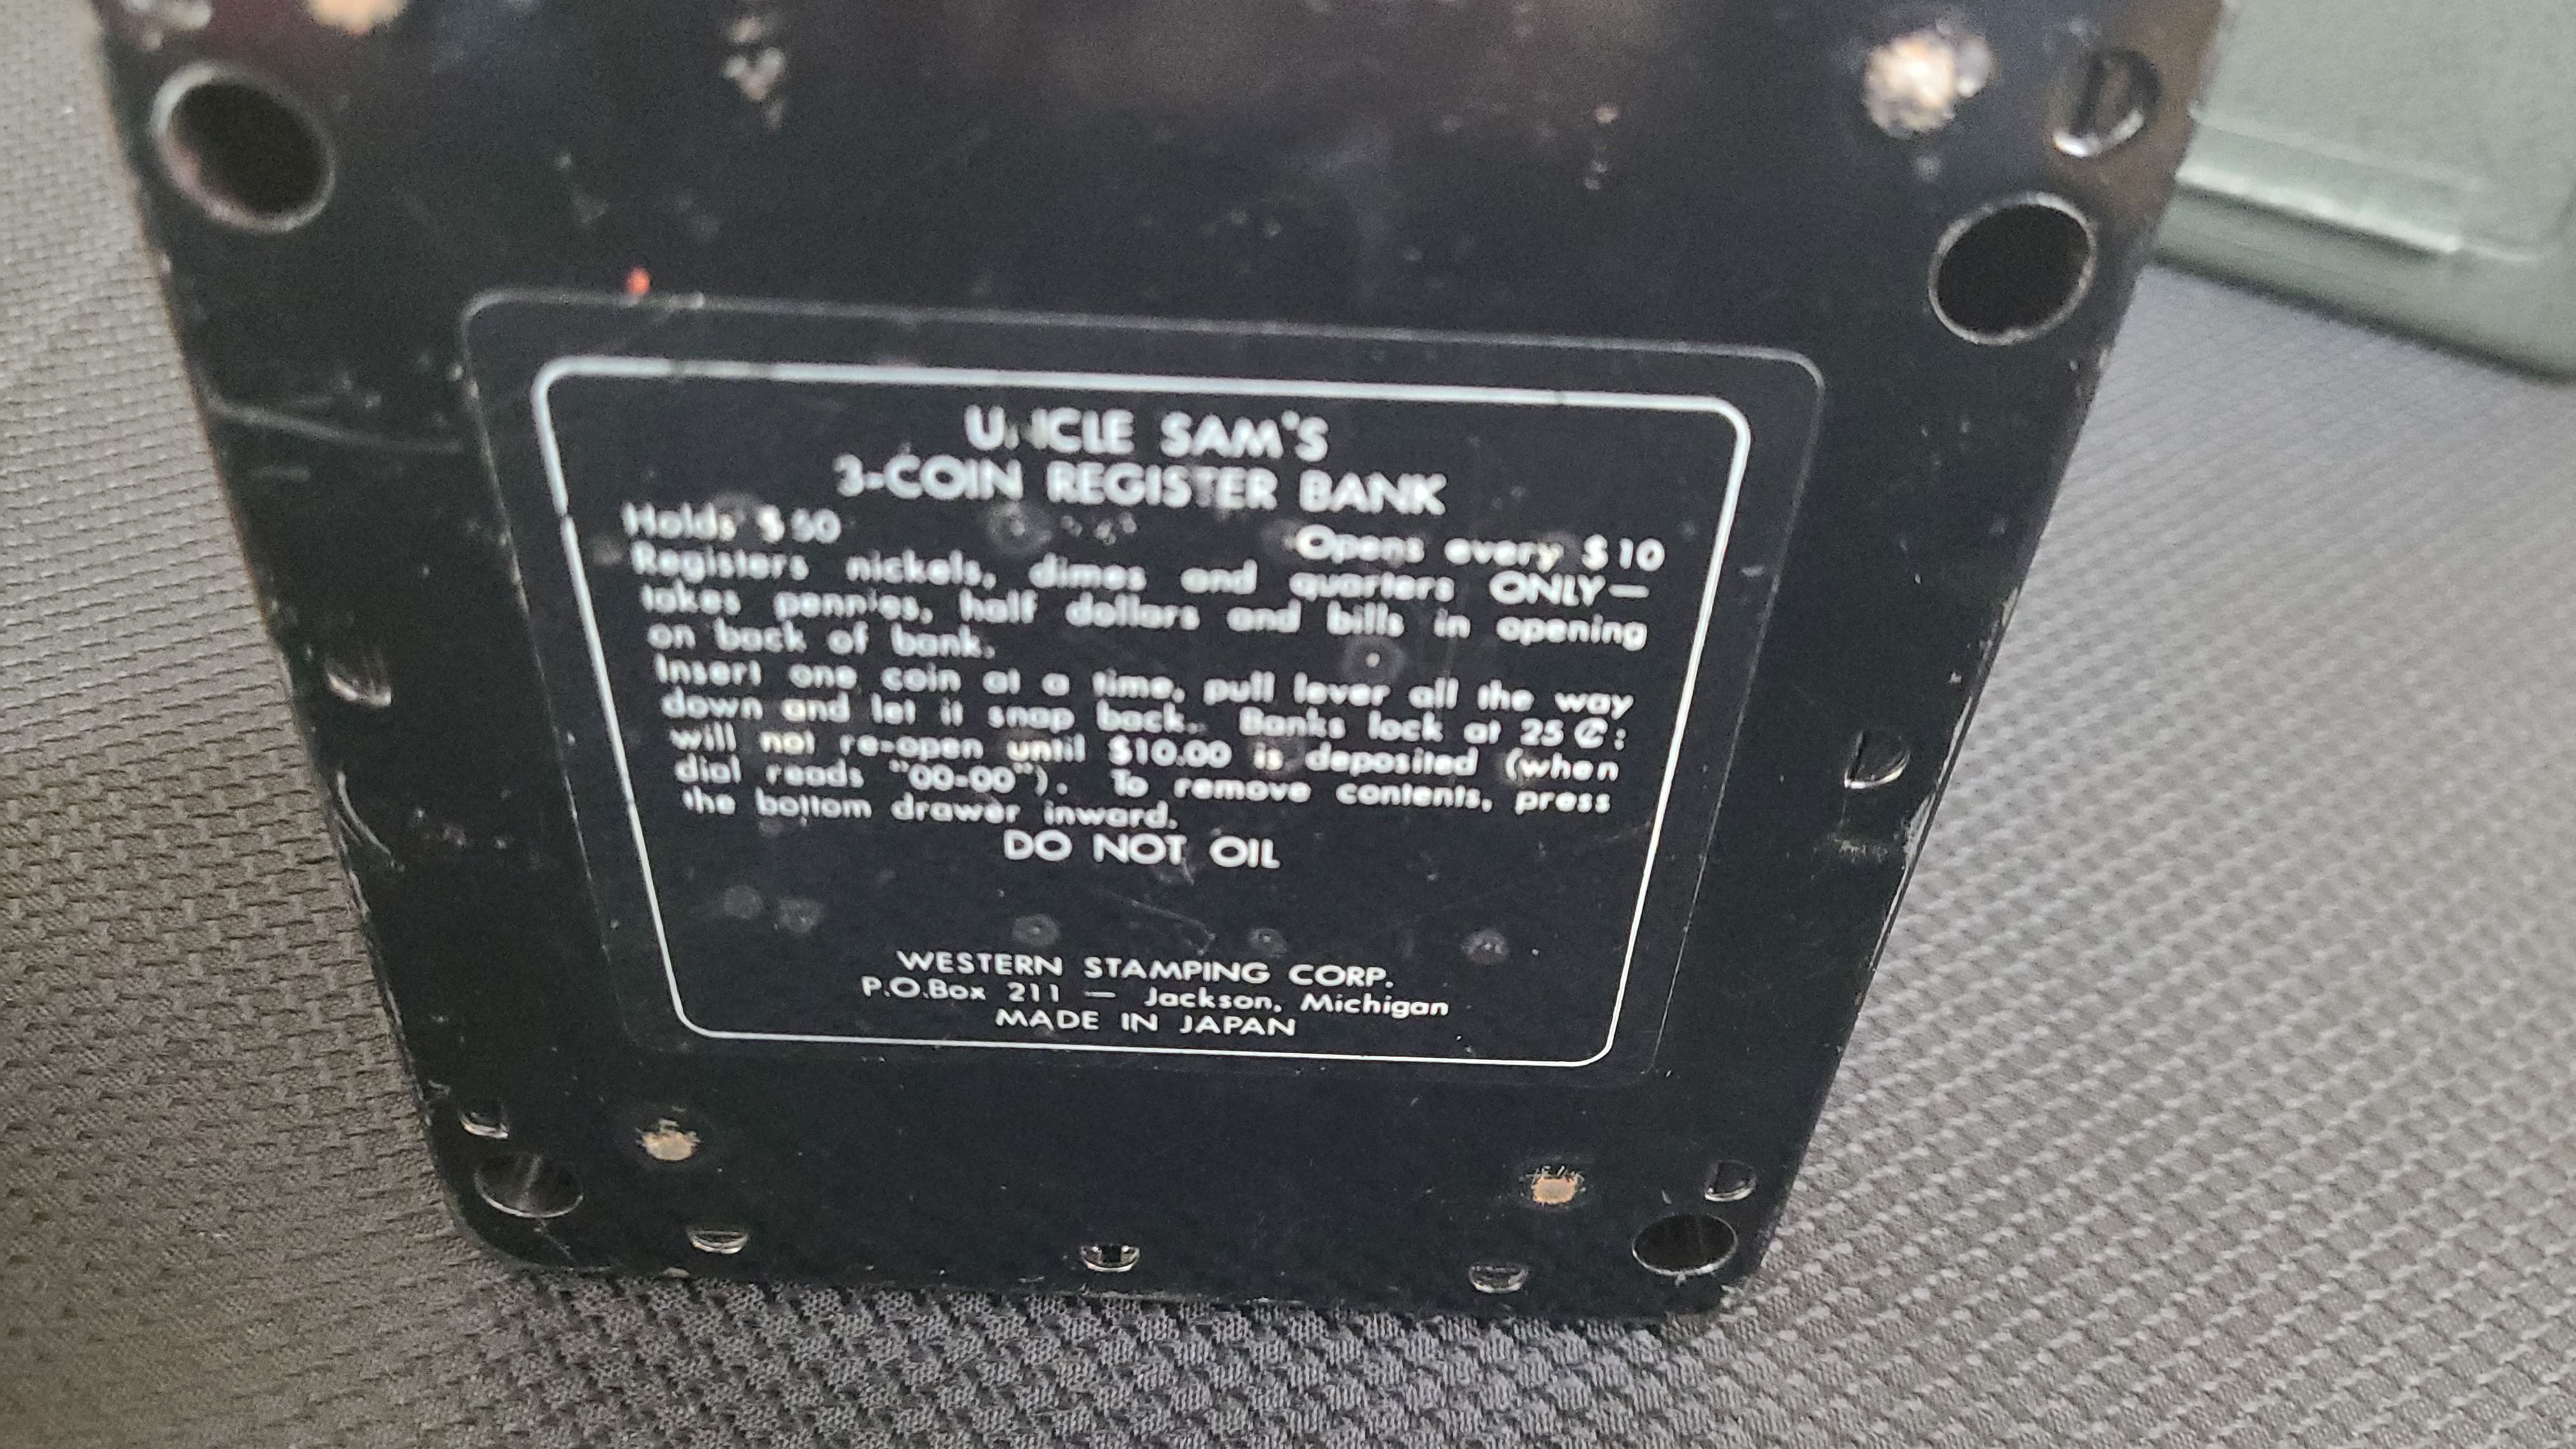 UNCLE SAM'S
3-COIN REGISTER BANK
Holds $50 Opens every $10
Registers nickels, dimes and quarters ONLY—
takes pennies, half dollars and bills in opening
on back of bank.
Insert one coin at a time, pull lever all the way
down and let it snap back. Banks lock at 25 ¢:
will not re-open until $10.00 is deposited (when
dial reads "00-00"). To remove contents, press
the bottom drawer inward.
DO NOT OIL
WESTERN STAMPING CORP.
P.O.Box 211 — Jackson, Michigan
MADE IN JAPAN